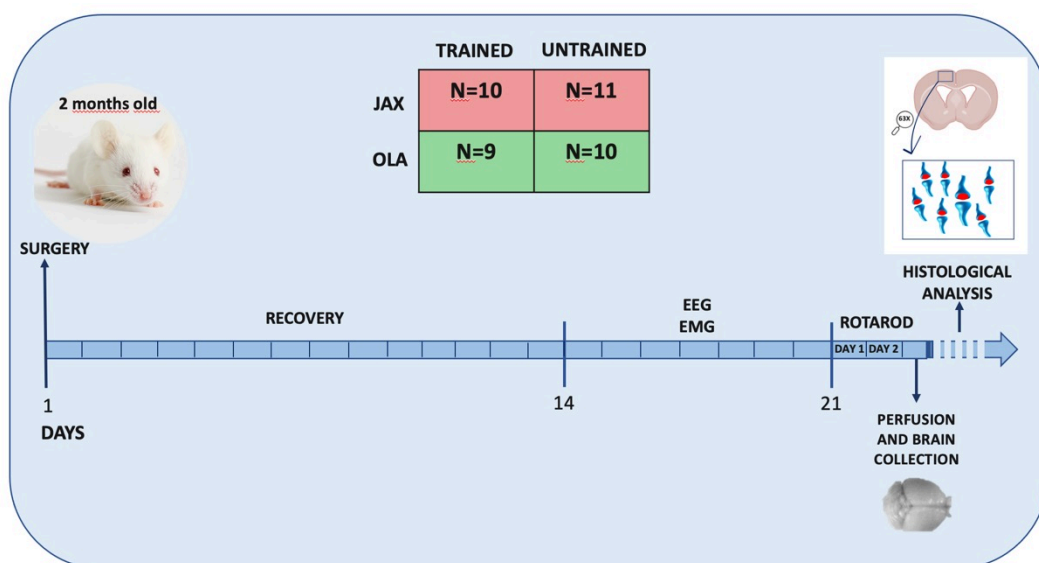 TRAINED UNTRAINED
JAX N=10 N=11
OLA N=9 N=10
2 months old
63X
SURGERY
HISTOLOGICAL
ANALYSIS
RECOVERY
EEG
EMG
ROTAROD
DAY 1 DAY 2
1 14 21
DAYS
PERFUSION
AND BRAIN
COLLECTION